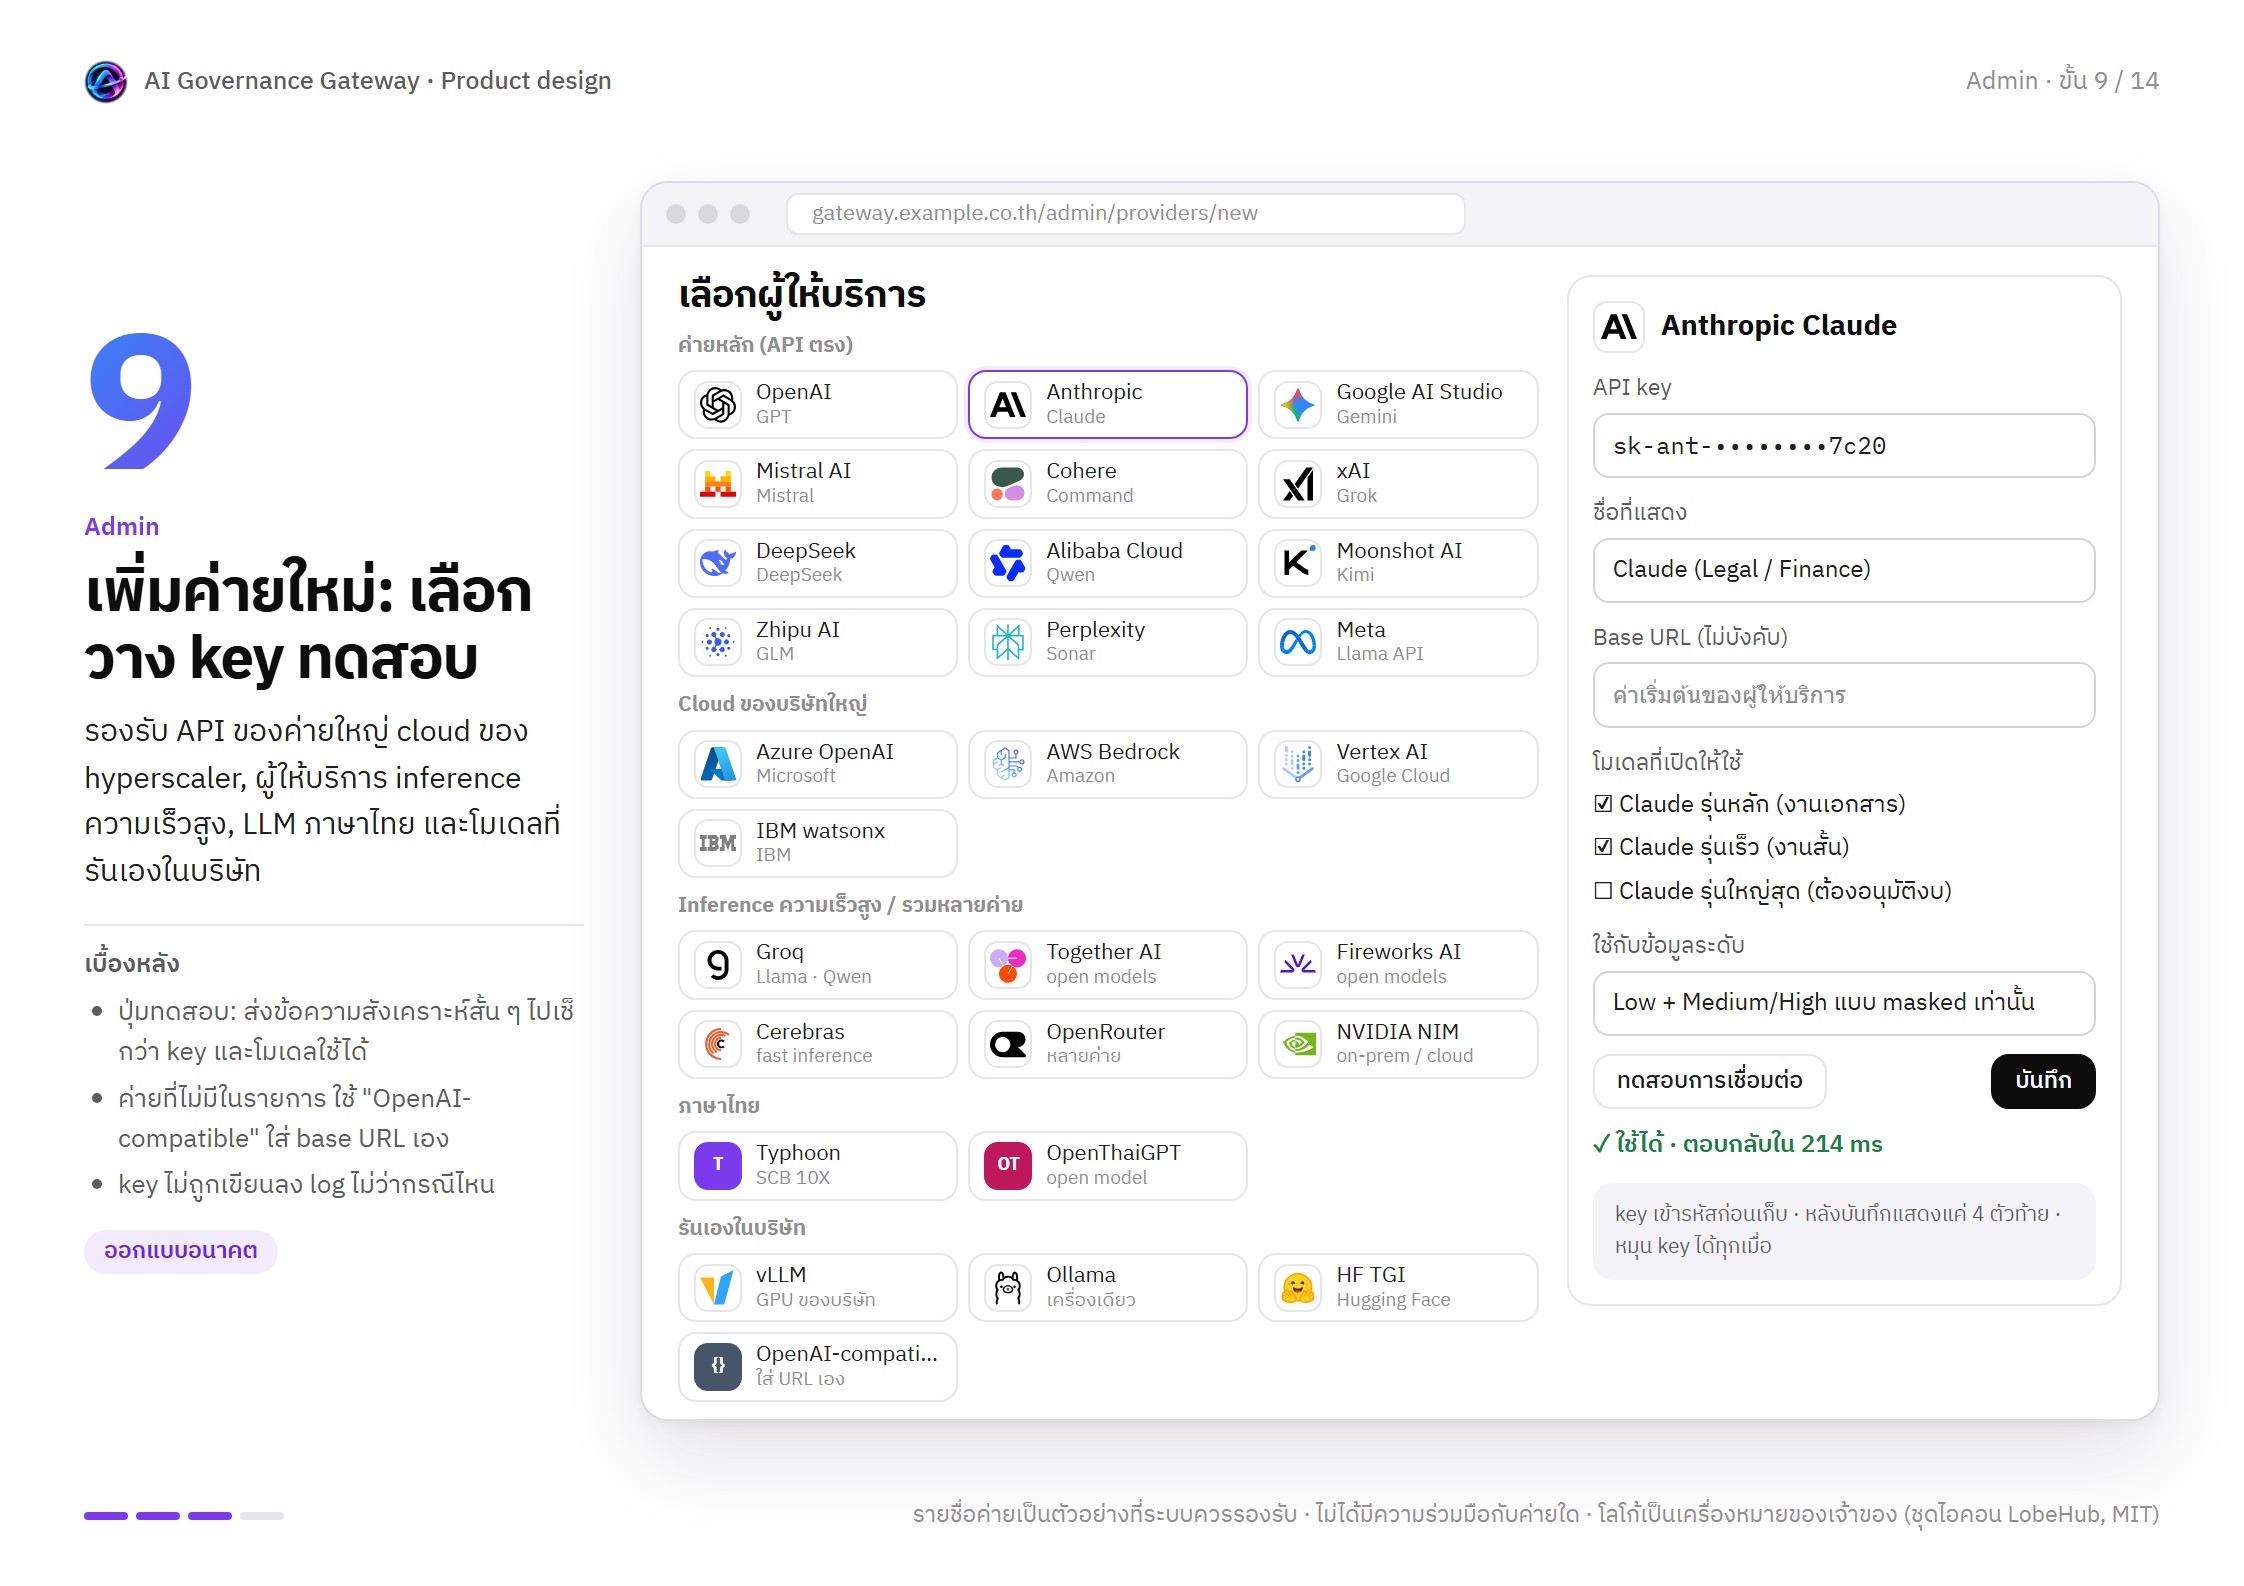 AI Governance Gateway · Product design
Admin · ขั้น 9 / 14
9
Admin
เพิ่มค่ายใหม่: เลือก
วาง key ทดสอบ
รองรับ API ของค่ายใหญ่ cloud ของ
hyperscaler, ผู้ให้บริการ inference
ความเร็วสูง, LLM ภาษาไทย และโมเดลที่
รันเองในบริษัท
เบื้องหลัง
• ปุ่มทดสอบ: ส่งข้อความสังเคราะห์สั้น ๆ ไปเช็
กว่า key และโมเดลใช้ได้
• ค่ายที่ไม่มีในรายการ ใช้ "OpenAI-
compatible" ใส่ base URL เอง
• key ไม่ถูกเขียนลง log ไม่ว่ากรณีไหน
ออกแบบอนาคต
gateway.example.co.th/admin/providers/new
เลือกผู้ให้บริการ
ค่ายหลัก (API ตรง)
OpenAI
GPT
Anthropic
Claude
Google AI Studio
Gemini
Mistral AI
Mistral
Cohere
Command
xAI
Grok
DeepSeek
DeepSeek
Alibaba Cloud
Qwen
Moonshot AI
Kimi
Zhipu AI
GLM
Perplexity
Sonar
Meta
Llama API
Cloud ของบริษัทใหญ่
Azure OpenAI
Microsoft
AWS Bedrock
Amazon
Vertex AI
Google Cloud
IBM
IBM watsonx
IBM
Inference ความเร็วสูง / รวมหลายค่าย
Groq
Llama · Qwen
Together AI
open models
Fireworks AI
open models
Cerebras
fast inference
OpenRouter
หลายค่าย
NVIDIA NIM
on-prem / cloud
ภาษาไทย
T
Typhoon
SCB 10X
OT
OpenThaiGPT
open model
รันเองในบริษัท
vLLM
GPU ของบริษัท
Ollama
เครื่องเดียว
HF TGI
Hugging Face
{}
OpenAI-compati...
ใส่ URL เอง
Anthropic Claude
API key
sk-ant-••••••••7c20
ชื่อที่แสดง
Claude (Legal / Finance)
Base URL (ไม่บังคับ)
ค่าเริ่มต้นของผู้ให้บริการ
โมเดลที่เปิดให้ใช้
☑ Claude รุ่นหลัก (งานเอกสาร)
☑ Claude รุ่นเร็ว (งานสั้น)
☐ Claude รุ่นใหญ่สุด (ต้องอนุมัติงบ)
ใช้กับข้อมูลระดับ
Low + Medium/High แบบ masked เท่านั้น
ทดสอบการเชื่อมต่อ
บันทึก
✓ ใช้ได้ · ตอบกลับใน 214 ms
key เข้ารหัสก่อนเก็บ · หลังบันทึกแสดงแค่ 4 ตัวท้าย ·
หมุน key ได้ทุกเมื่อ
รายชื่อค่ายเป็นตัวอย่างที่ระบบควรรองรับ · ไม่ได้มีความร่วมมือกับค่ายใด · โลโก้เป็นเครื่องหมายของเจ้าของ (ชุดไอคอน LobeHub, MIT)